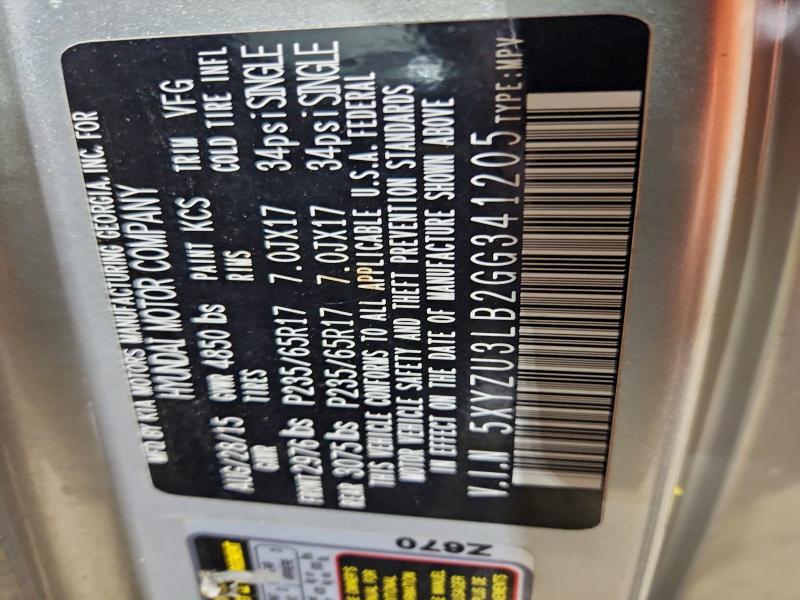 MFD BY KIA MOTORS MANUFACTURING GEORGIA, INC. FOR
HYUNDAI MOTOR COMPANY
AUG/28/15 GVWR 4850 lbs PAINT KCS TRIM VFG
GWR TIRES RIMS COLD TIRE INFL
FRNT 2976 lbs P235/65R17 7.0JX17 34psi SINGLE
REAR 3075 lbs P235/65R17 7.0JX17 34psi SINGLE
THIS VEHICLE CONFORMS TO ALL APPLICABLE U.S.A. FEDERAL
MOTOR VEHICLE SAFETY AND THEFT PREVENTION STANDARDS
IN EFFECT ON THE DATE OF MANUFACTURE SHOWN ABOVE
V.I.N 5XYZU3LB2GG341205 TYPE:MPV
Z670